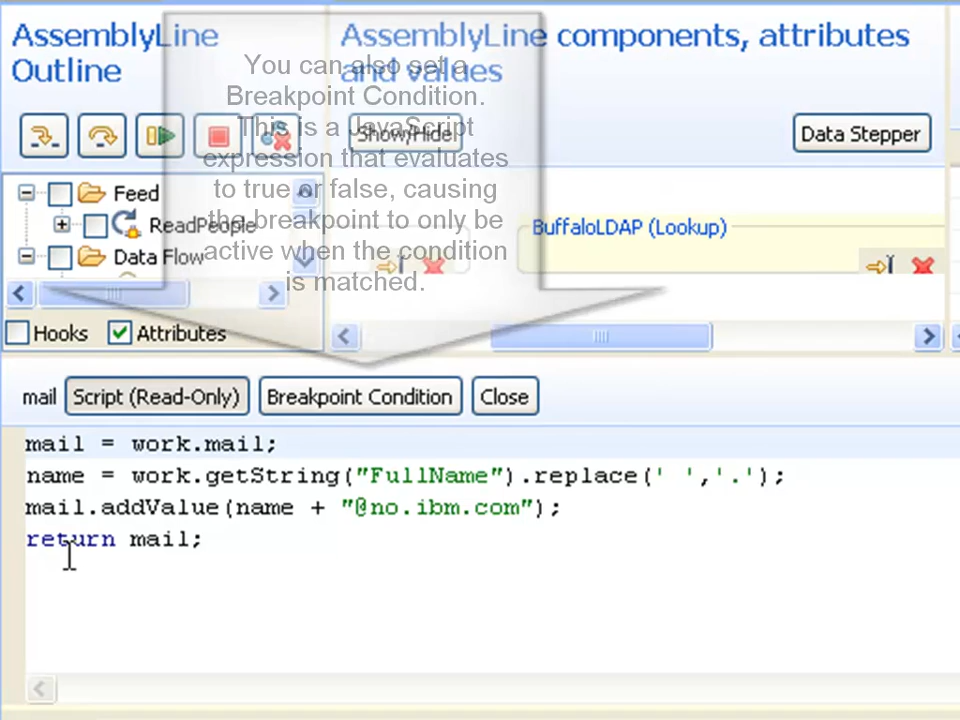 AssemblyLine
Outline
AssemblyLine components, attributes
and values
You can also set a
Breakpoint Condition.
This is a JavaScript
expression that evaluates
to true or false, causing
the breakpoint to only be
active when the condition
is matched.
Show/Hide
Data Stepper
Feed
ReadPeople
Data Flow
BuffaloLDAP (Lookup)
Hooks Attributes
mail Script (Read-Only) Breakpoint Condition Close
mail = work.mail;
name = work.getString("FullName").replace(' ','.');
mail.addValue(name + "@no.ibm.com");
return mail;